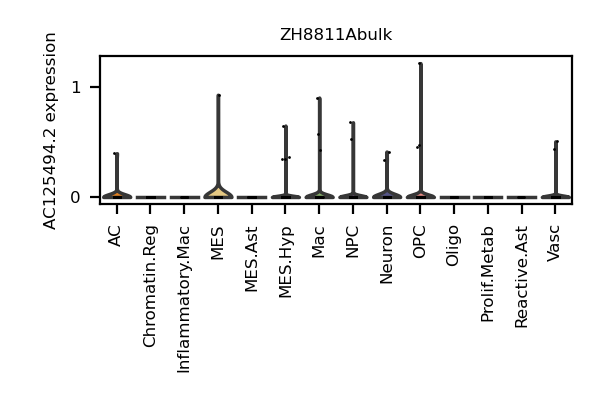 ZH8811Abulk
AC125494.2 expression
1
0
AC
Chromatin.Reg
Inflammatory.Mac
MES
MES.Ast
MES.Hyp
Mac
NPC
Neuron
OPC
Oligo
Prolif.Metab
Reactive.Ast
Vasc